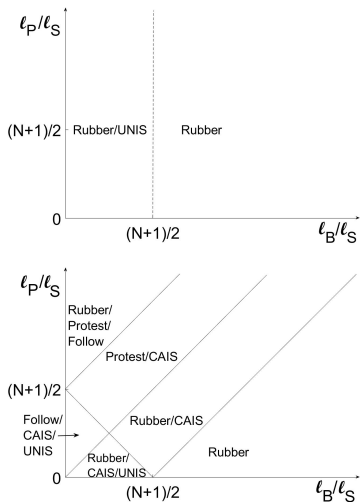 ℓP/ℓS
(N+1)/2
Rubber/UNIS
Rubber
0
(N+1)/2
ℓB/ℓS
ℓP/ℓS
Rubber/
Protest/
Follow
Protest/CAIS
(N+1)/2
Follow/
CAIS/
UNIS
Rubber/CAIS
Rubber
Rubber/
CAIS/UNIS
0
(N+1)/2
ℓB/ℓS